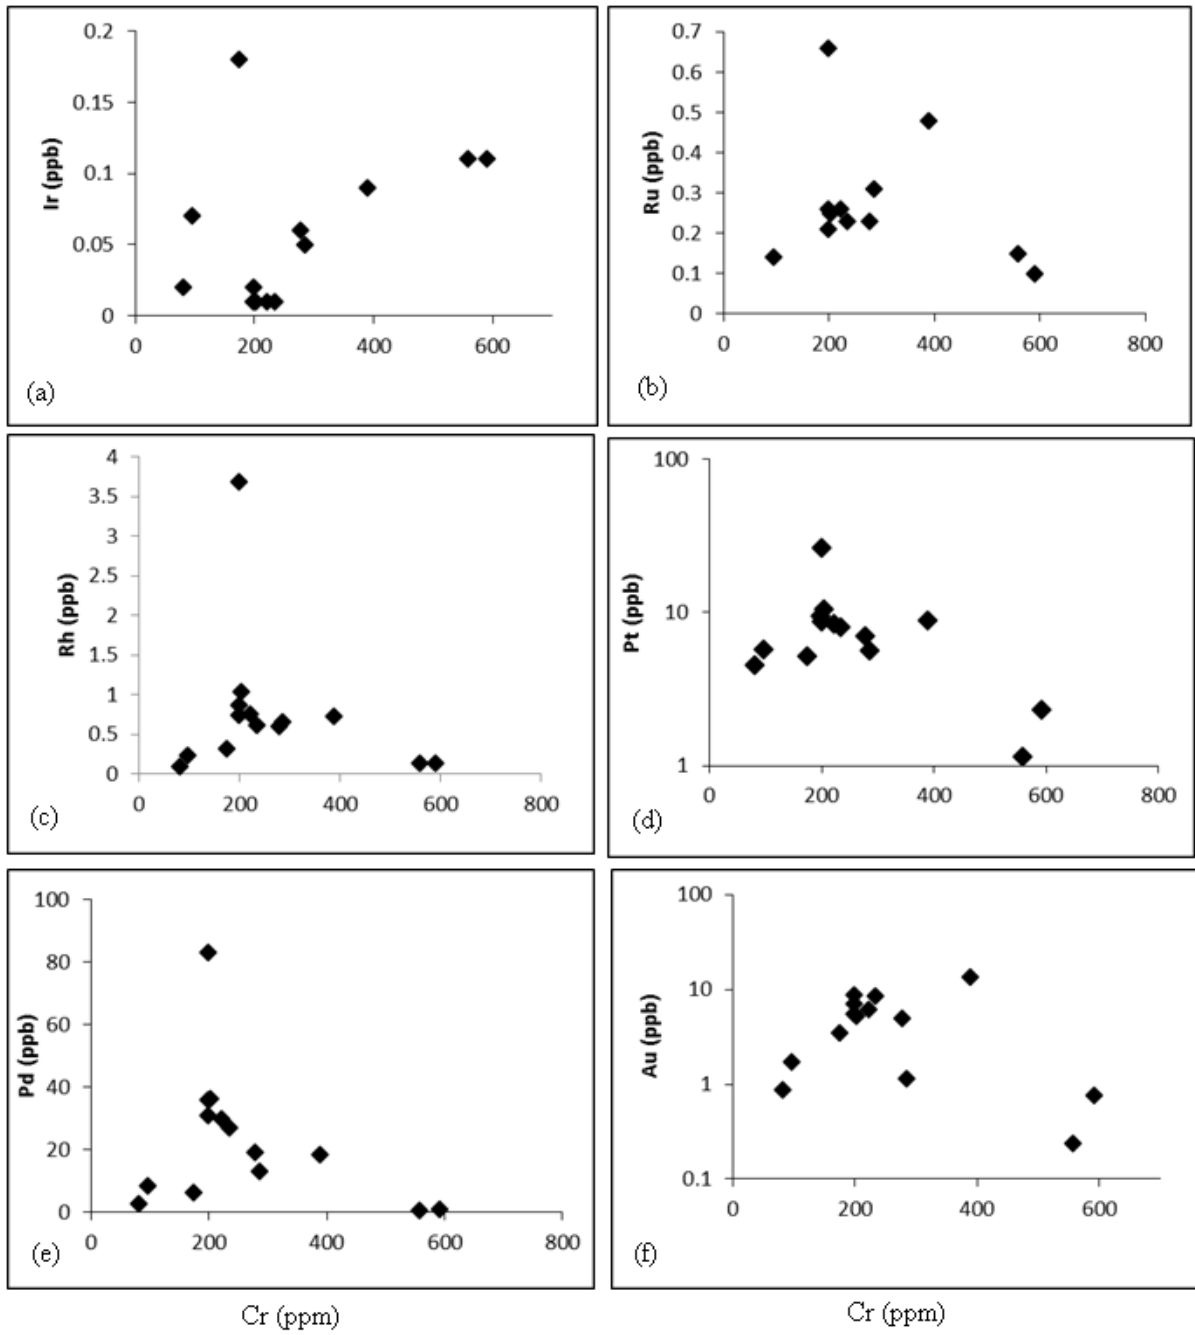 0.2
0.15
0.1
0.05
0
Ir (ppb)
0 200 400 600
(a)
0.7
0.6
0.5
0.4
0.3
0.2
0.1
0
Ru (ppb)
0 200 400 600 800
(b)
4
3.5
3
2.5
2
1.5
1
0.5
0
Rh (ppb)
0 200 400 600 800
(c)
100
10
1
Pt (ppb)
0 200 400 600 800
(d)
100
80
60
40
20
0
Pd (ppb)
0 200 400 600 800
(e)
100
10
1
0.1
Au (ppb)
0 200 400 600
(f)
Cr (ppm)
Cr (ppm)